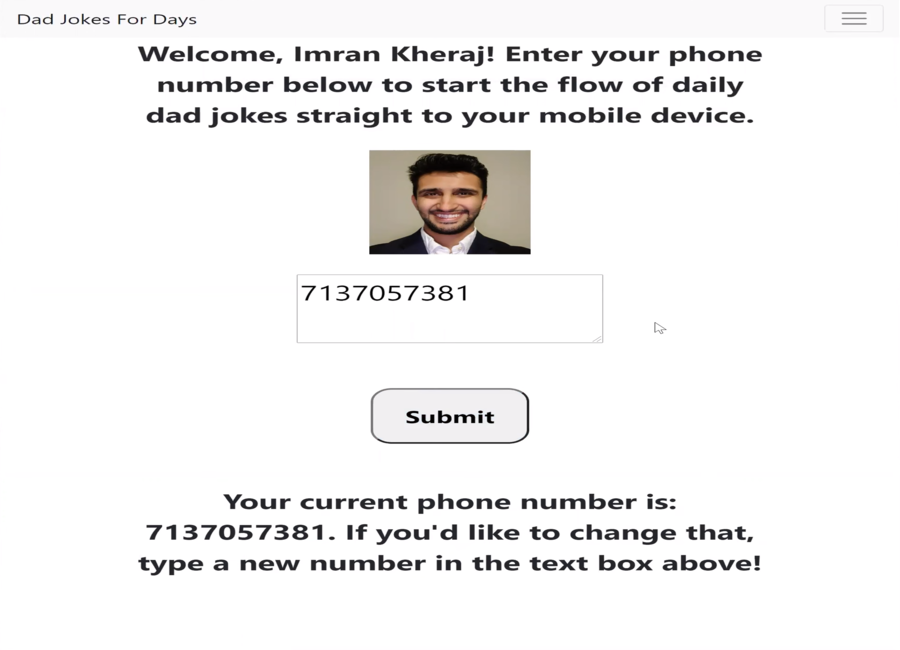 Dad Jokes For Days
Welcome, Imran Kheraj! Enter your phone
number below to start the flow of daily
dad jokes straight to your mobile device.
7137057381
Submit
Your current phone number is:
7137057381. If you'd like to change that,
type a new number in the text box above!